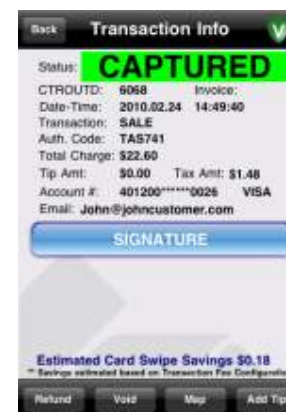 Back Transaction Info V
Status: CAPTURED
CTROUTD: 6068 Invoice:
Date-Time: 2010.02.24 14:49:40
Transaction: SALE
Auth. Code: TAS741
Total Charge: $22.60
Tip Amt: $0.00 Tax Amt: $1.48
Account #: 401200******0026 VISA
Email: John@johncustomer.com
SIGNATURE
Estimated Card Swipe Savings $0.18
** Savings estimated based on Transaction Fee Configuratio
Refund Void Map Add Tip